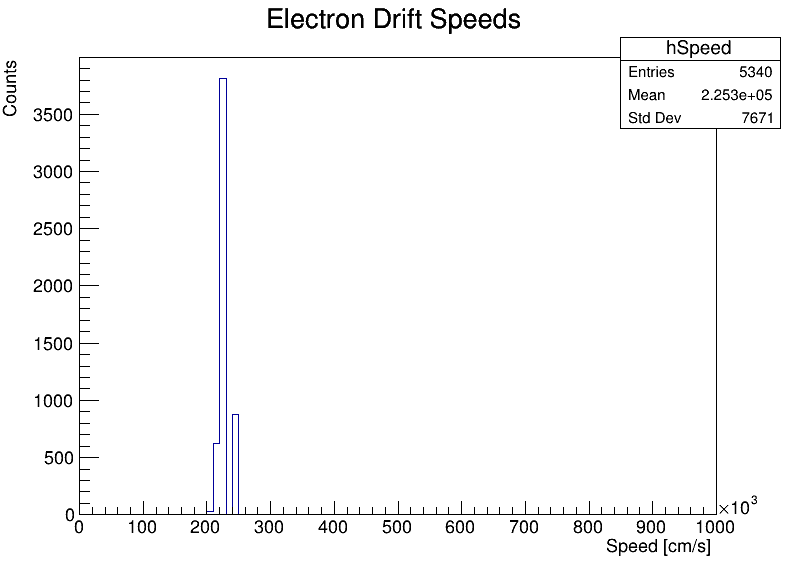 Electron Drift Speeds
hSpeed
Entries 5340
Mean 2.253e+05
Std Dev 7671
Counts
3500
3000
2500
2000
1500
1000
500
0
0 100 200 300 400 500 600 700 800 900 1000
×10³
Speed [cm/s]